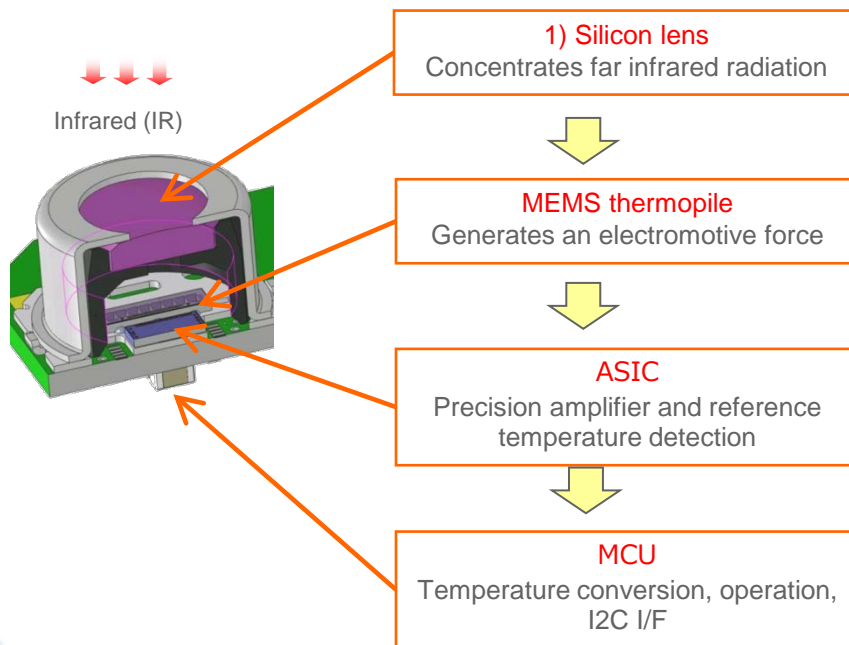 1) Silicon lens
Concentrates far infrared radiation
Infrared (IR)
MEMS thermopile
Generates an electromotive force
ASIC
Precision amplifier and reference
temperature detection
MCU
Temperature conversion, operation,
I2C I/F